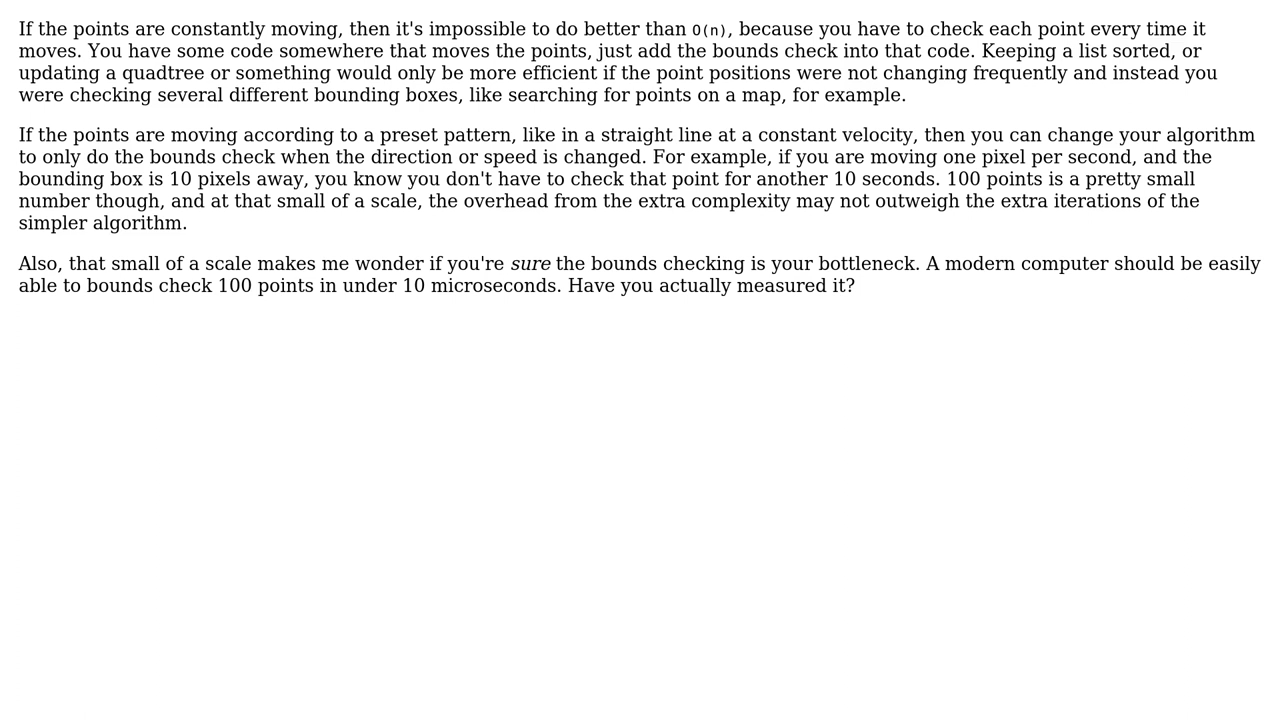 If the points are constantly moving, then it's impossible to do better than O(n), because you have to check each point every time it
moves. You have some code somewhere that moves the points, just add the bounds check into that code. Keeping a list sorted, or
updating a quadtree or something would only be more efficient if the point positions were not changing frequently and instead you
were checking several different bounding boxes, like searching for points on a map, for example.
If the points are moving according to a preset pattern, like in a straight line at a constant velocity, then you can change your algorithm
to only do the bounds check when the direction or speed is changed. For example, if you are moving one pixel per second, and the
bounding box is 10 pixels away, you know you don't have to check that point for another 10 seconds. 100 points is a pretty small
number though, and at that small of a scale, the overhead from the extra complexity may not outweigh the extra iterations of the
simpler algorithm.
Also, that small of a scale makes me wonder if you're sure the bounds checking is your bottleneck. A modern computer should be easily
able to bounds check 100 points in under 10 microseconds. Have you actually measured it?